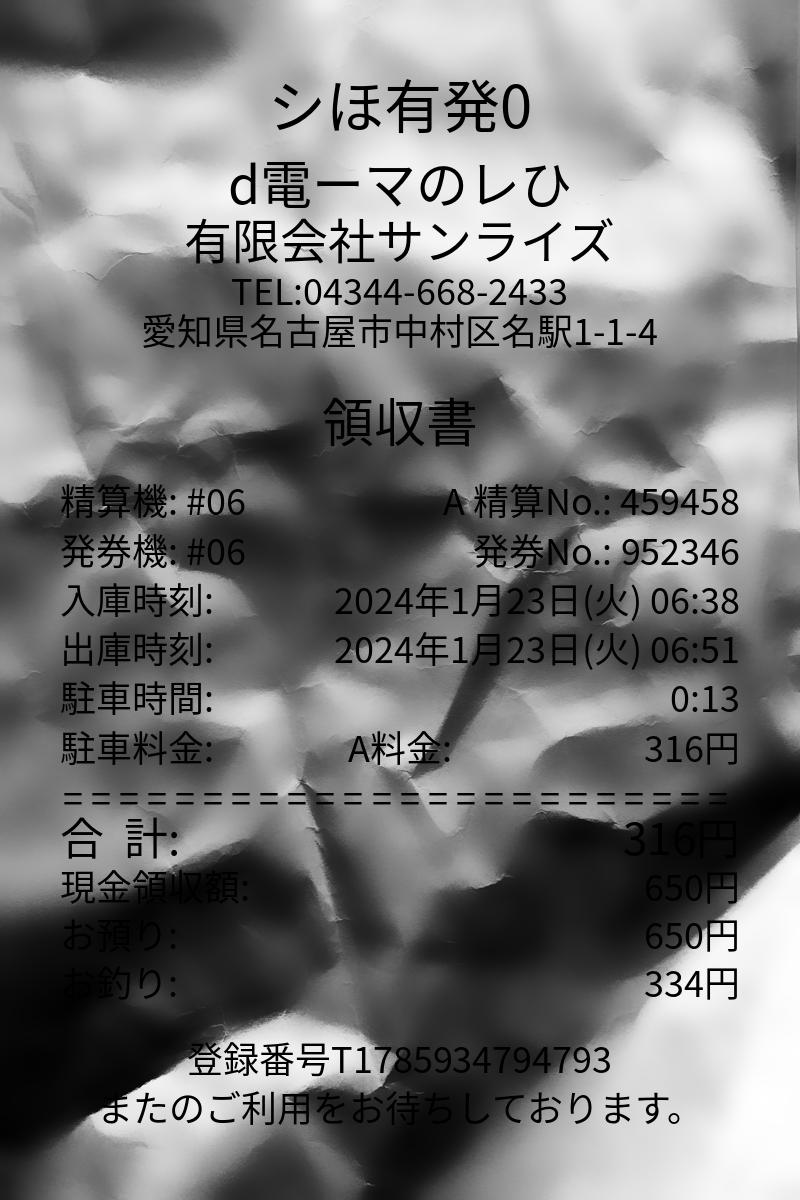 シほ有発0
d電ーマのレひ
有限会社サンライズ
TEL:04344-668-2433
愛知県名古屋市中村区名駅1-1-4
領収書
精算機: #06 A 精算No.: 459458
発券機: #06 発券No.: 952346
入庫時刻: 2024年1月23日(火) 06:38
出庫時刻: 2024年1月23日(火) 06:51
駐車時間: 0:13
駐車料金: A料金: 316円
========================
合 計: 316円
現金領収額: 650円
お預り: 650円
お釣り: 334円
登録番号T1785934794793
またのご利用をお待ちしております。